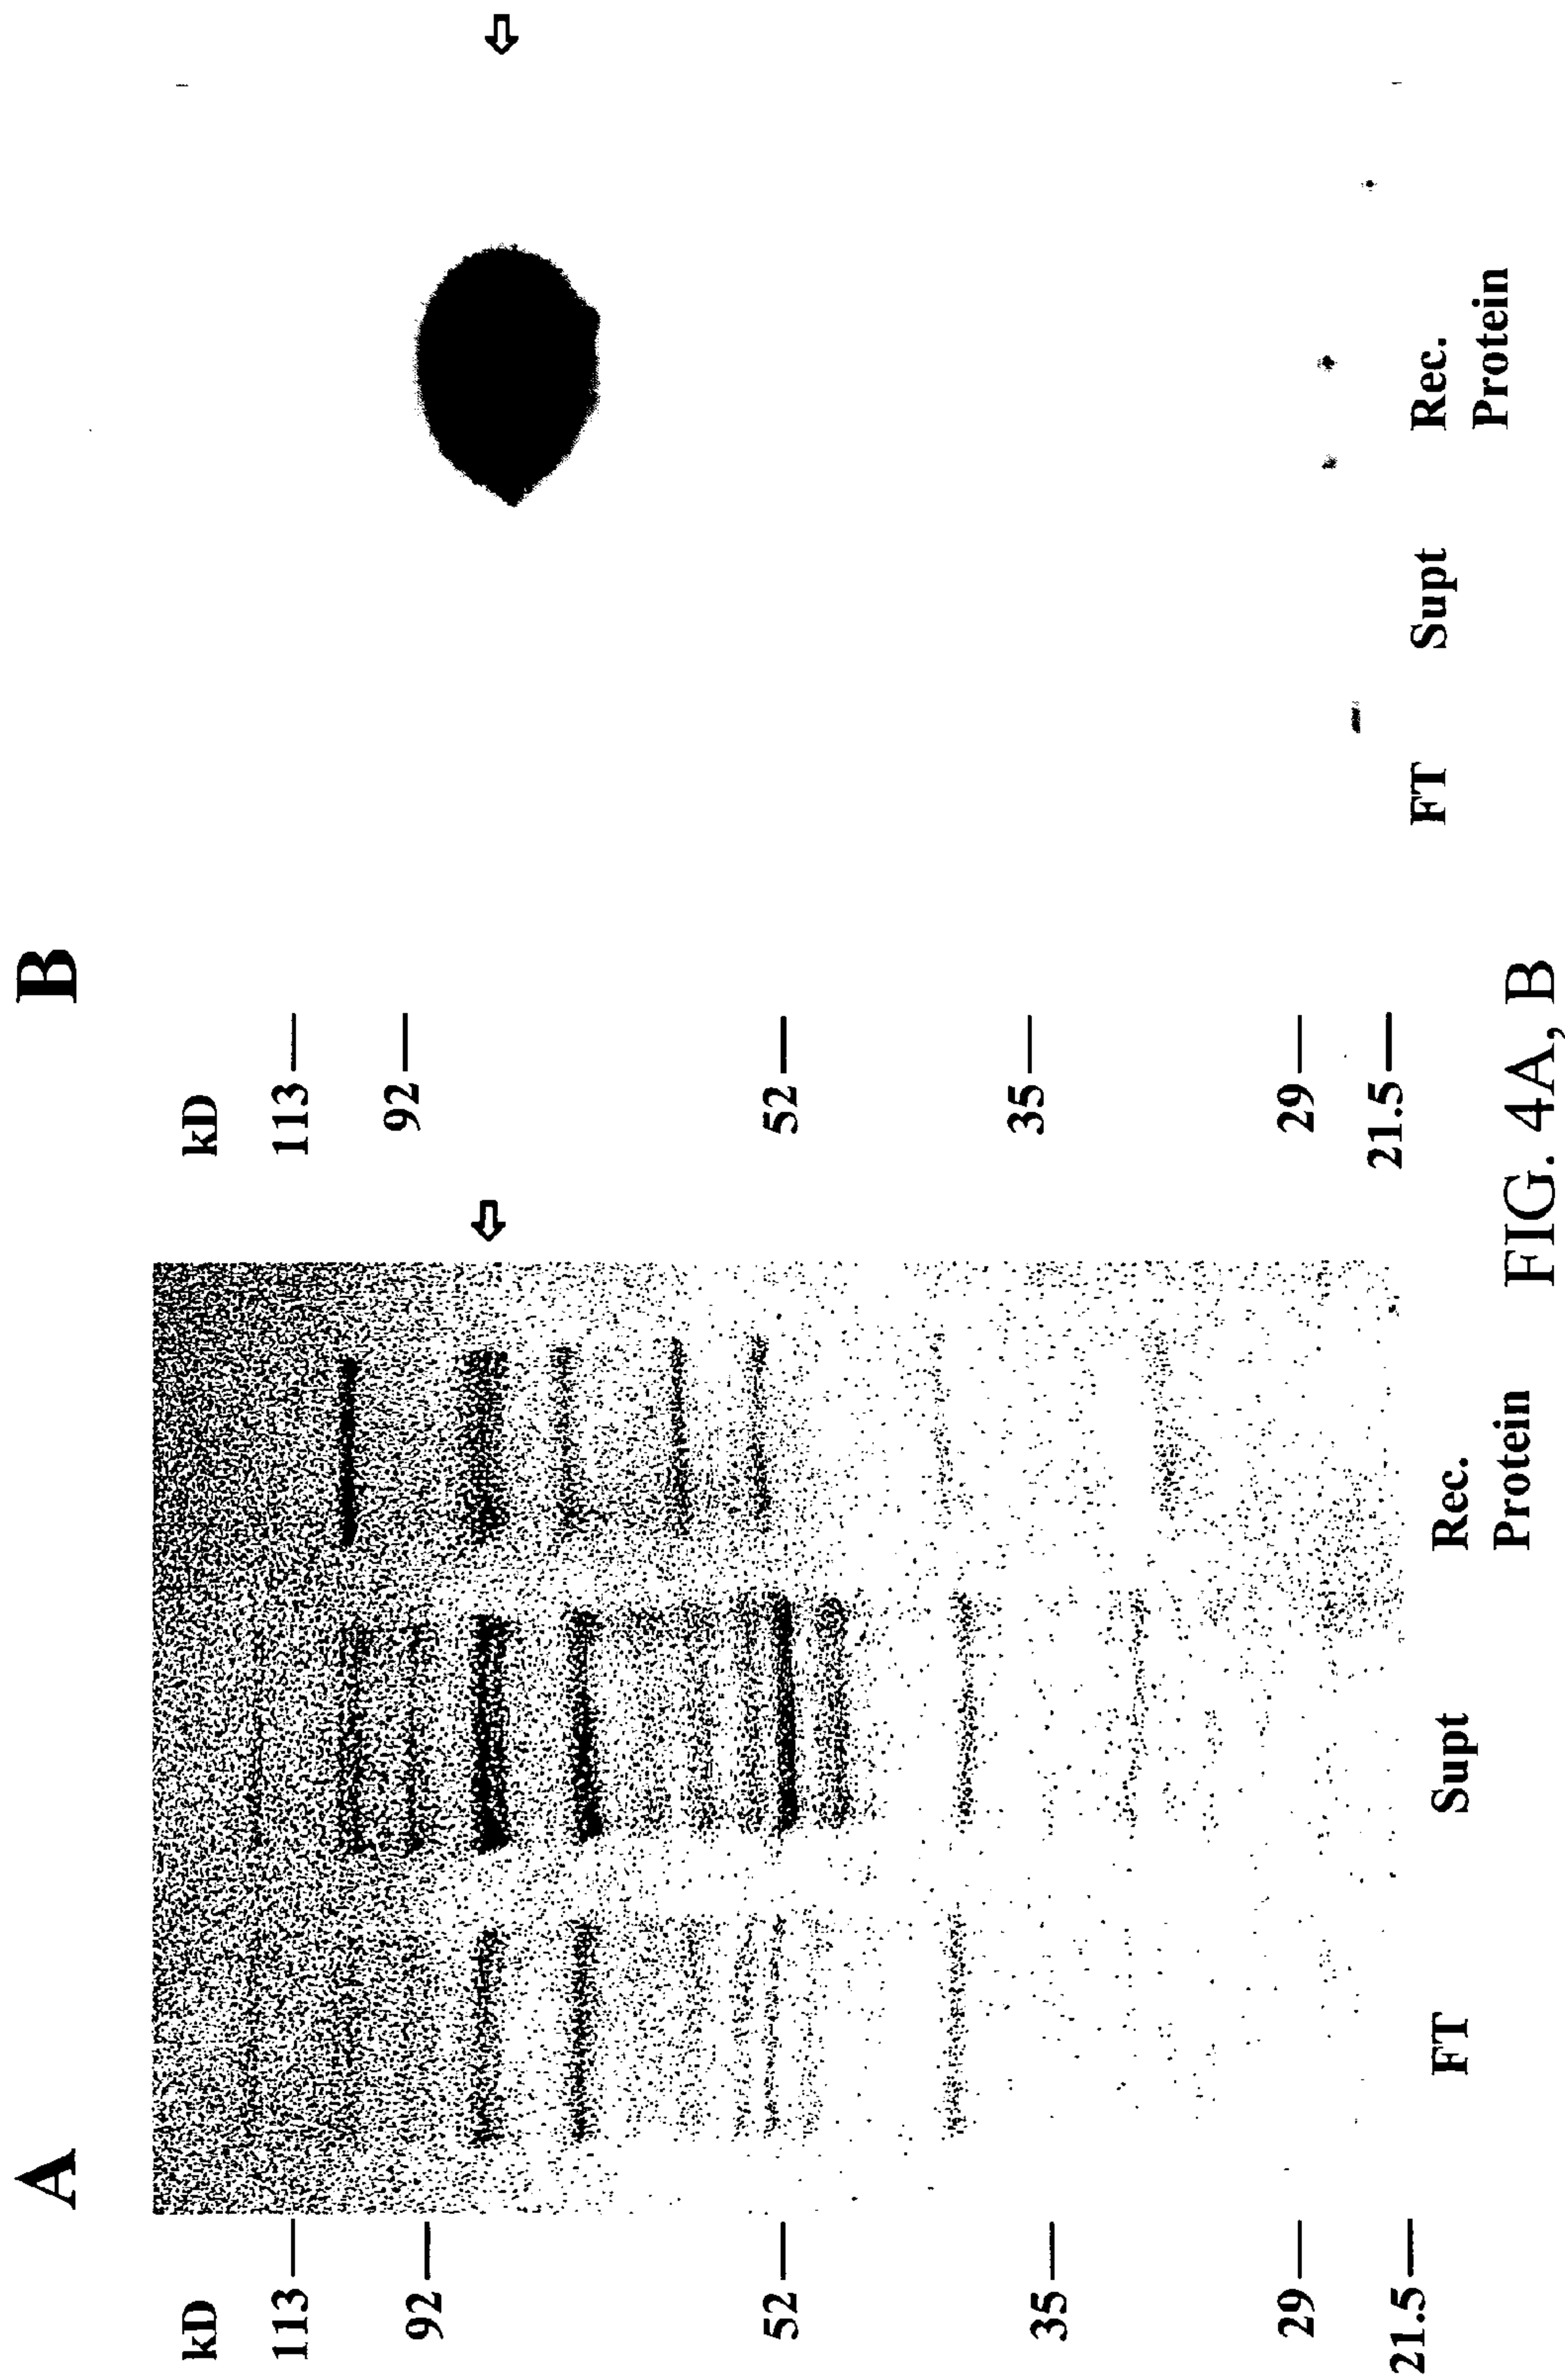 A
kD
113
92
52
35
29
21.5
FT
Supt
Rec.
Protein
B
kD
113
92
52
35
29
21.5
FT
Supt
Rec.
Protein
FIG. 4A, B